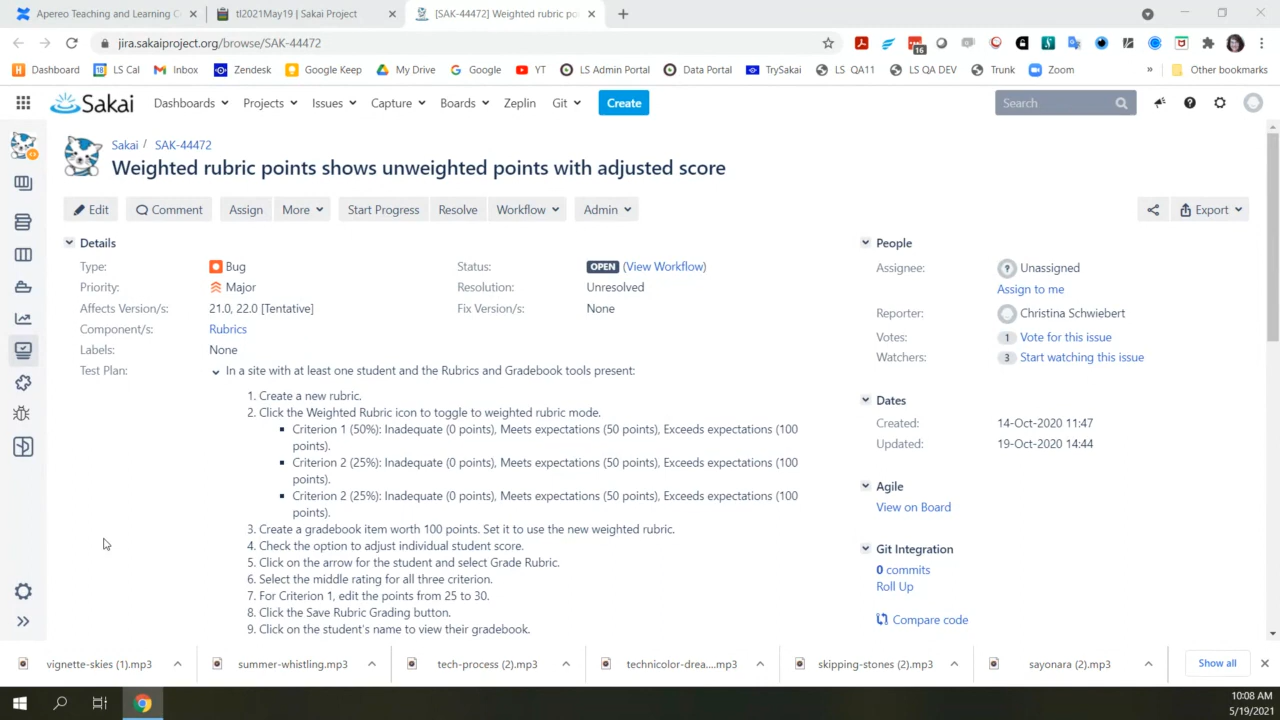 Apereo Teaching and Learning C
tl2021May19 | Sakai Project
[SAK-44472] Weighted rubric po
jira.sakaiproject.org/browse/SAK-44472
16
Dashboard
LS Cal
Inbox
Zendesk
Google Keep
My Drive
Google
YT
LS Admin Portal
Data Portal
TrySakai
LS QA11
LS QA DEV
Trunk
Zoom
»
Other bookmarks
Sakai
Dashboards
Projects
Issues
Capture
Boards
Zeplin
Git
Create
Search
Sakai / SAK-44472
Weighted rubric points shows unweighted points with adjusted score
Edit
Comment
Assign
More
Start Progress
Resolve
Workflow
Admin
Export
Details
Type: Bug
Status: OPEN (View Workflow)
Priority: Major
Resolution: Unresolved
Affects Version/s: 21.0, 22.0 [Tentative]
Fix Version/s: None
Component/s: Rubrics
Labels: None
Test Plan: In a site with at least one student and the Rubrics and Gradebook tools present:
1. Create a new rubric.
2. Click the Weighted Rubric icon to toggle to weighted rubric mode.
▪ Criterion 1 (50%): Inadequate (0 points), Meets expectations (50 points), Exceeds expectations (100
points).
▪ Criterion 2 (25%): Inadequate (0 points), Meets expectations (50 points), Exceeds expectations (100
points).
▪ Criterion 2 (25%): Inadequate (0 points), Meets expectations (50 points), Exceeds expectations (100
points).
3. Create a gradebook item worth 100 points. Set it to use the new weighted rubric.
4. Check the option to adjust individual student score.
5. Click on the arrow for the student and select Grade Rubric.
6. Select the middle rating for all three criterion.
7. For Criterion 1, edit the points from 25 to 30.
8. Click the Save Rubric Grading button.
9. Click on the student's name to view their gradebook.
People
Assignee: Unassigned
Assign to me
Reporter: Christina Schwiebert
Votes: 1 Vote for this issue
Watchers: 3 Start watching this issue
Dates
Created: 14-Oct-2020 11:47
Updated: 19-Oct-2020 14:44
Agile
View on Board
Git Integration
0 commits
Roll Up
Compare code
vignette-skies (1).mp3
summer-whistling.mp3
tech-process (2).mp3
technicolor-drea....mp3
skipping-stones (2).mp3
sayonara (2).mp3
Show all
10:08 AM
5/19/2021